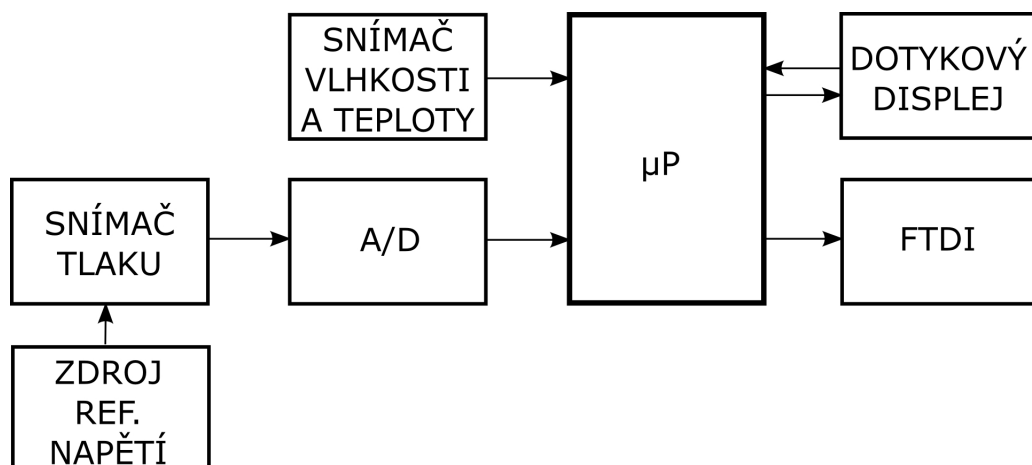 SNÍMAČ
VLHKOSTI
A TEPLOTY
µP
DOTYKOVÝ
DISPLEJ
SNÍMAČ
TLAKU
A/D
FTDI
ZDROJ
REF.
NAPĚTÍ